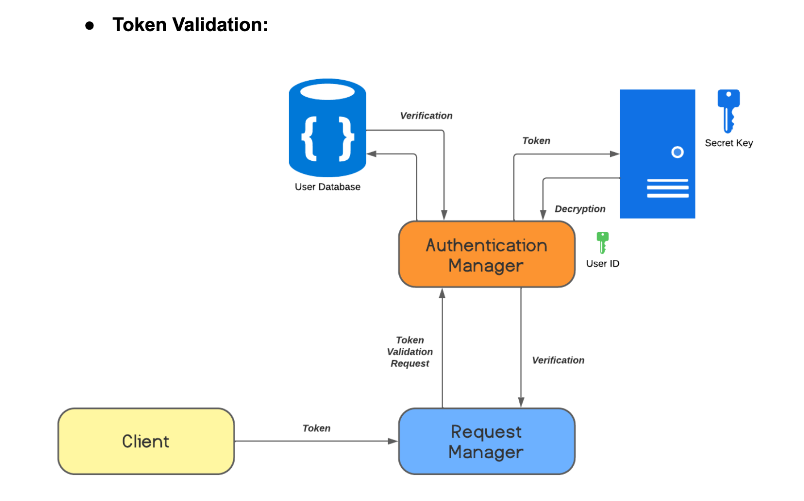 ● Token Validation:
Verification
Token
Secret Key
{ }
User Database
Decryption
Authentication
Manager
User ID
Token
Validation
Request
Verification
Client
Token
Request
Manager